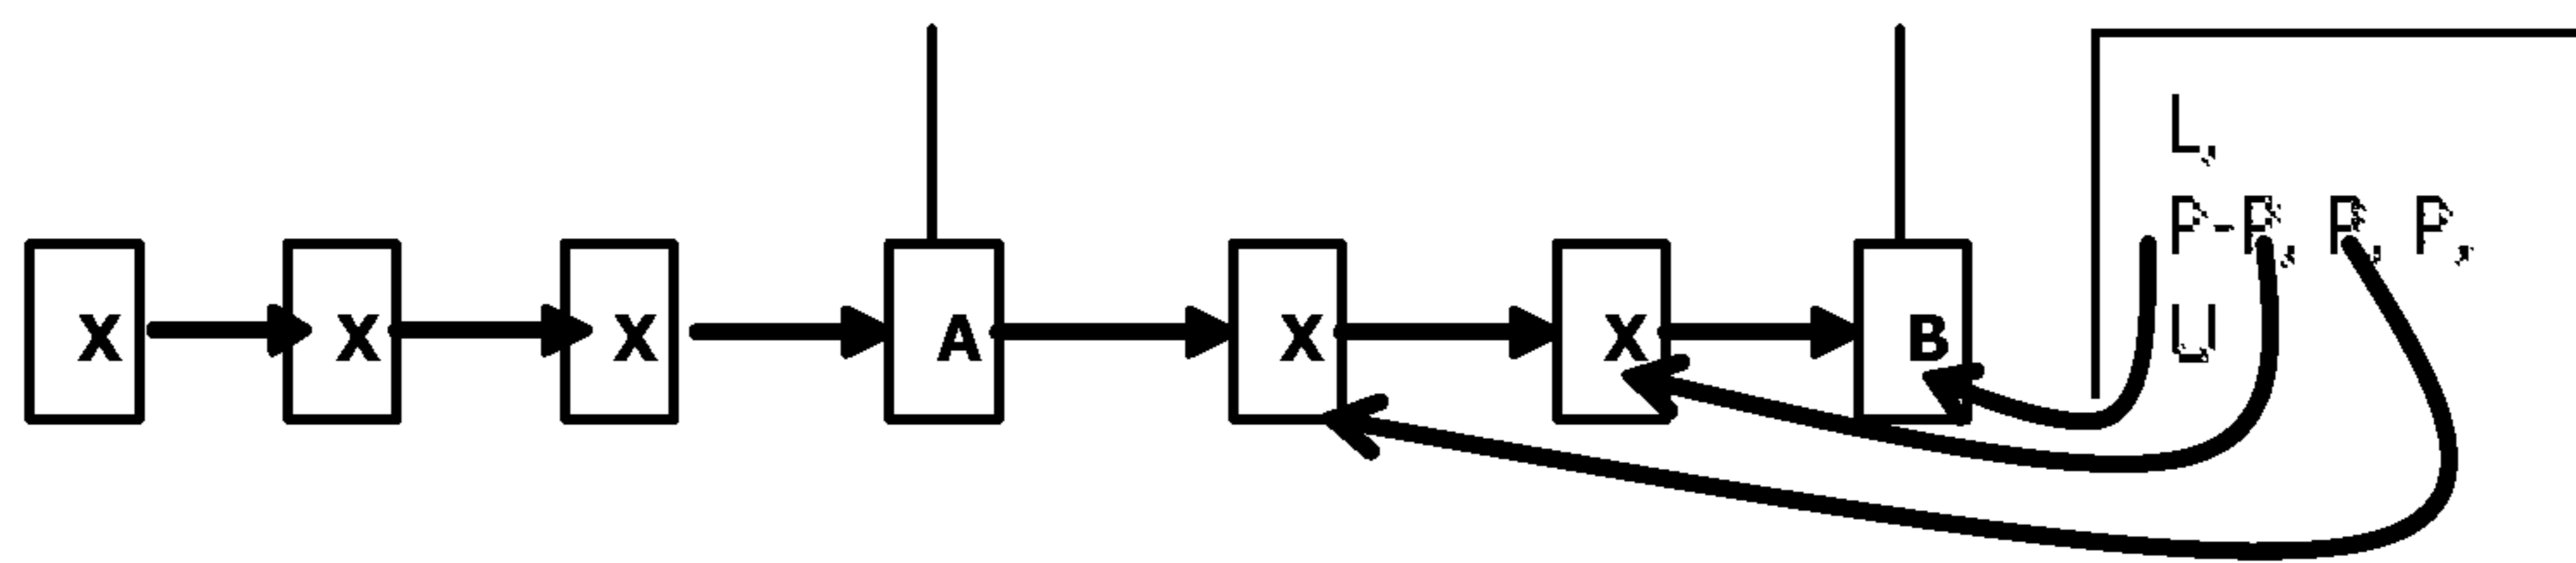 X X X A X X B
L,
P-P, P, P,
U